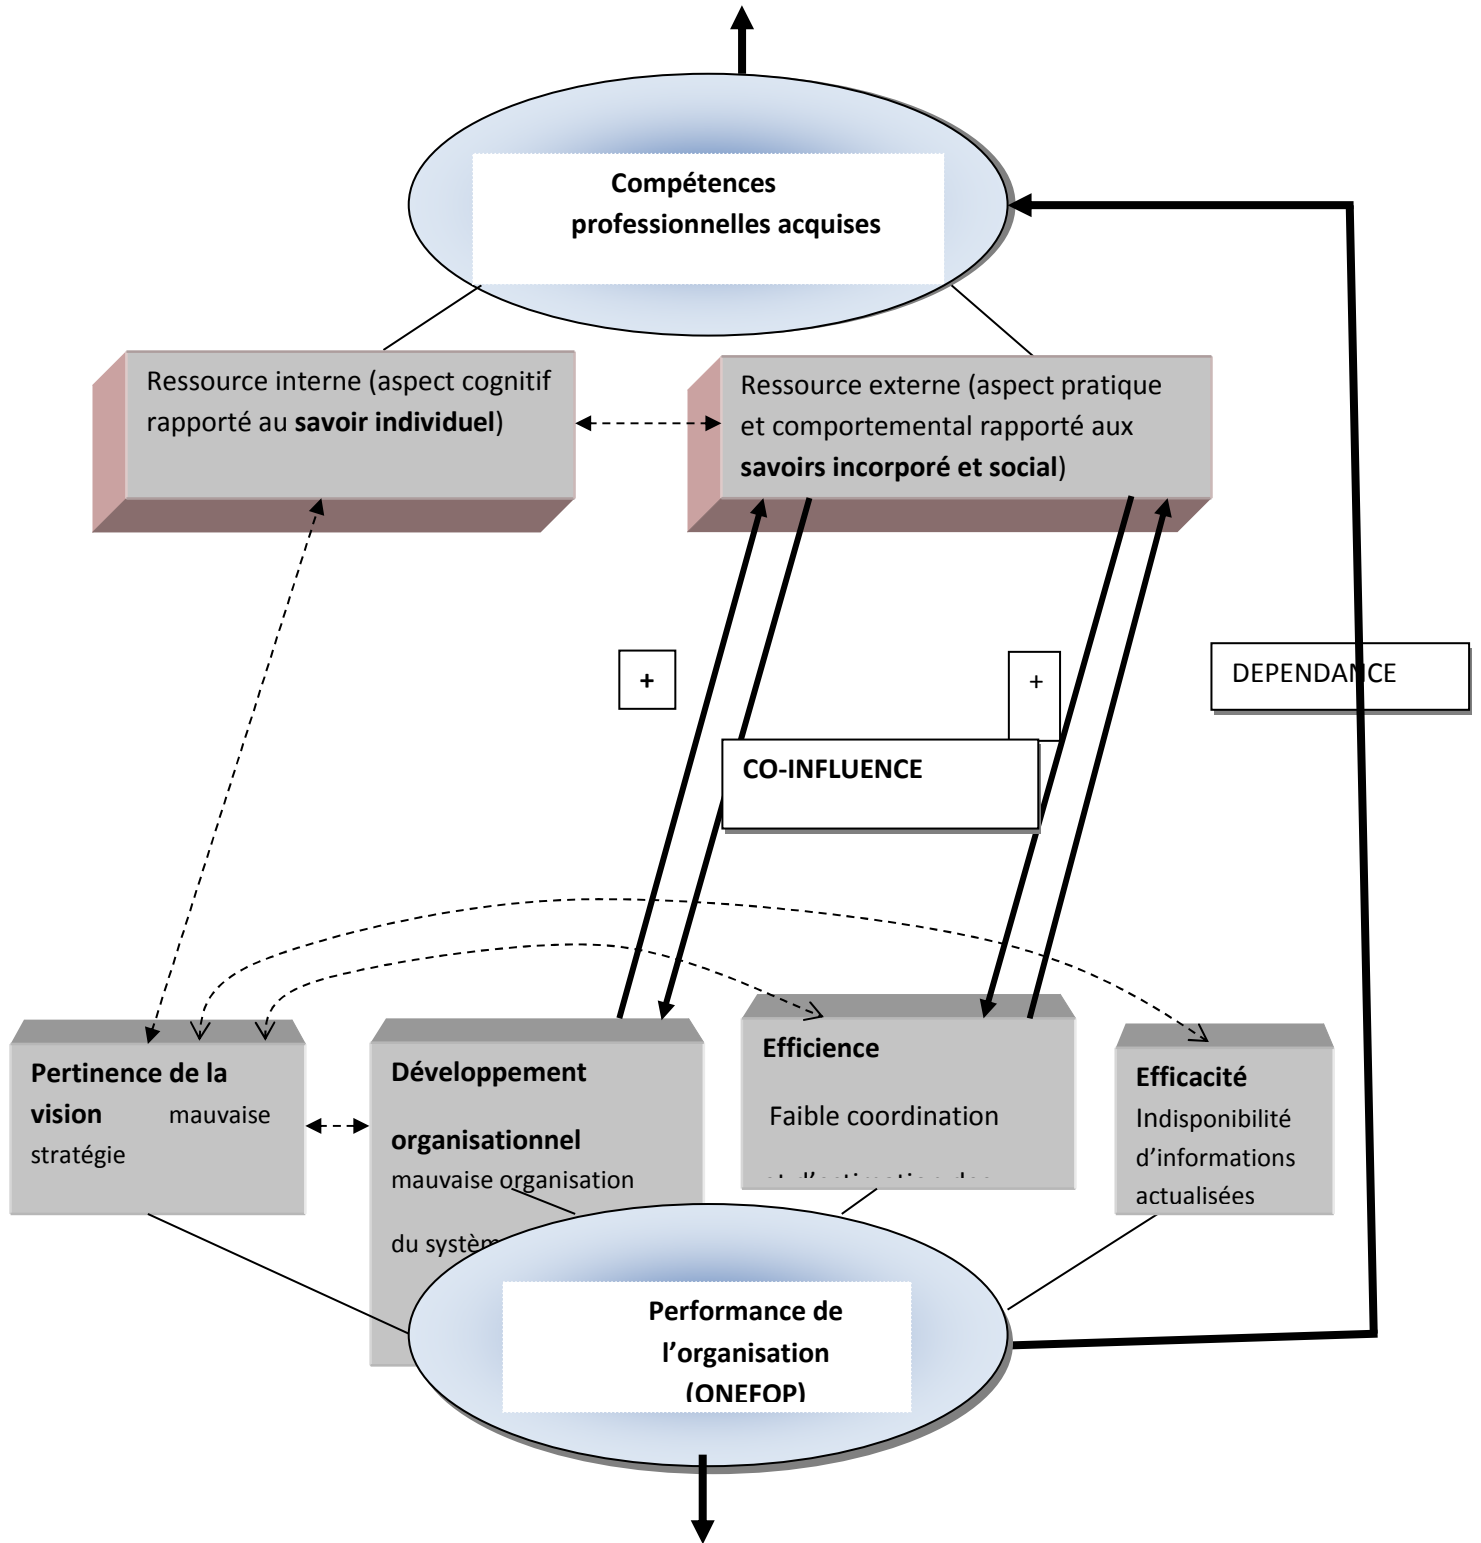 Compétences
professionnelles acquises
Ressource interne (aspect cognitif
rapporté au savoir individuel)
Ressource externe (aspect pratique
et comportemental rapporté aux
savoirs incorporé et social)
+
+
DEPENDANCE
CO-INFLUENCE
Pertinence de la
vision mauvaise
stratégie
Développement
organisationnel
mauvaise organisation
du systèm
Efficience
Faible coordination
Efficacité
Indisponibilité
d’informations
actualisées
Performance de
l’organisation
(ONEFOP)